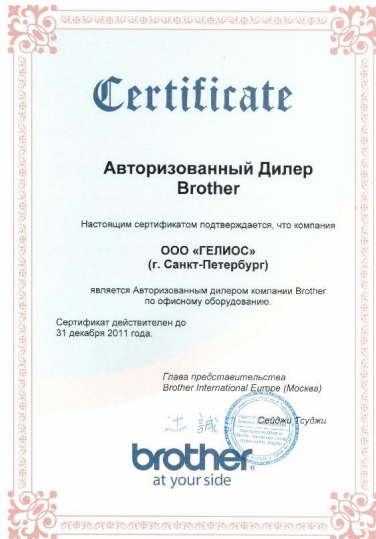 Certificate
Авторизованный Дилер
Brother
Настоящим сертификатом подтверждается, что компания
ООО «ГЕЛИОС»
(г. Санкт-Петербург)
является Авторизованным дилером компании Brother
по офисному оборудованию.
Сертификат действителен до
31 декабря 2011 года.
Глава представительства
Brother International Europe (Москва)
辻 誠
Сейджи Тсуджи
brother
at your side